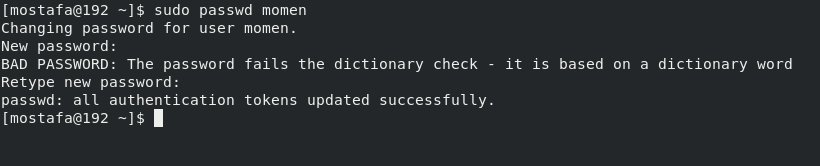 [mostafa@192 ~]$ sudo passwd momen
Changing password for user momen.
New password:
BAD PASSWORD: The password fails the dictionary check - it is based on a dictionary word
Retype new password:
passwd: all authentication tokens updated successfully.
[mostafa@192 ~]$